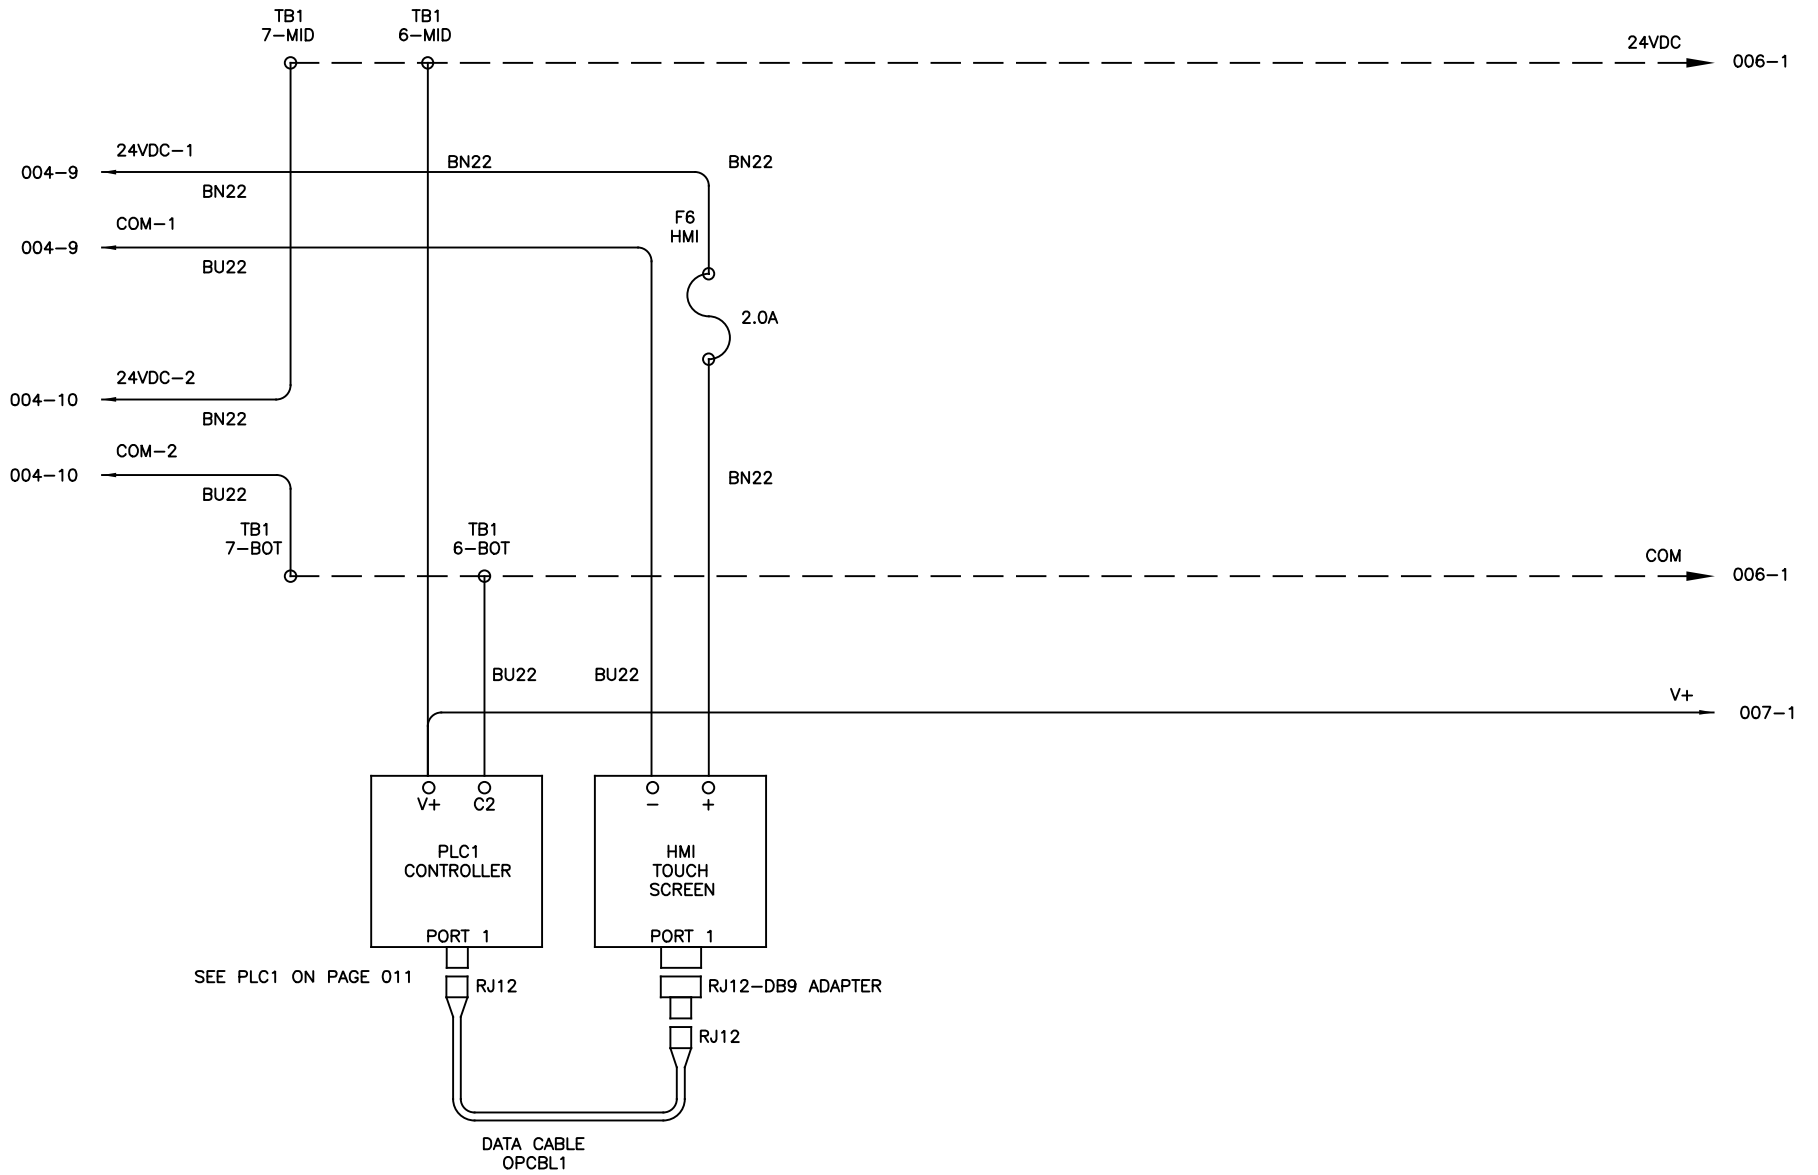 TB1
7-MID
TB1
6-MID
24VDC
006-1
24VDC-1
004-9
BN22
BN22
BN22
COM-1
004-9
BU22
F6
HMI
2.0A
24VDC-2
004-10
BN22
COM-2
004-10
BU22
BN22
TB1
7-BOT
TB1
6-BOT
COM
006-1
BU22
BU22
V+
007-1
V+
C2
-
+
PLC1
CONTROLLER
HMI
TOUCH
SCREEN
PORT 1
PORT 1
SEE PLC1 ON PAGE 011
RJ12
RJ12-DB9 ADAPTER
RJ12
DATA CABLE
OPCBL1